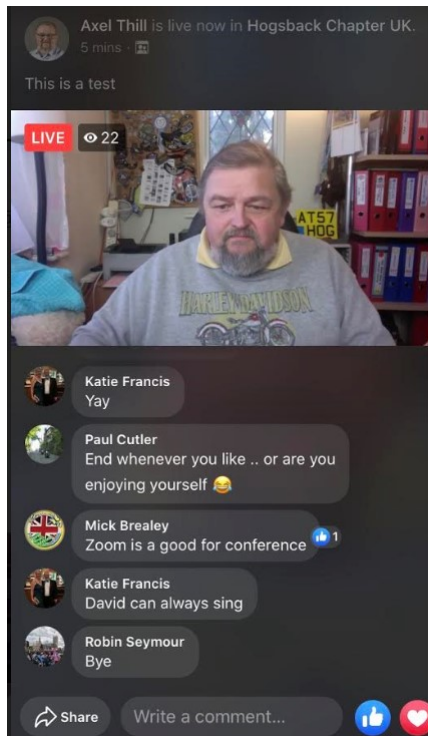 Axel Thill is live now in Hogsback Chapter UK.
5 mins ·
This is a test
LIVE 22
AT57
HOG
HARLEY-DAVIDSON
Katie Francis
Yay
Paul Cutler
End whenever you like .. or are you
enjoying yourself 😂
Mick Brealey
Zoom is a good for conference
1
Katie Francis
David can always sing
Robin Seymour
Bye
Share
Write a comment...